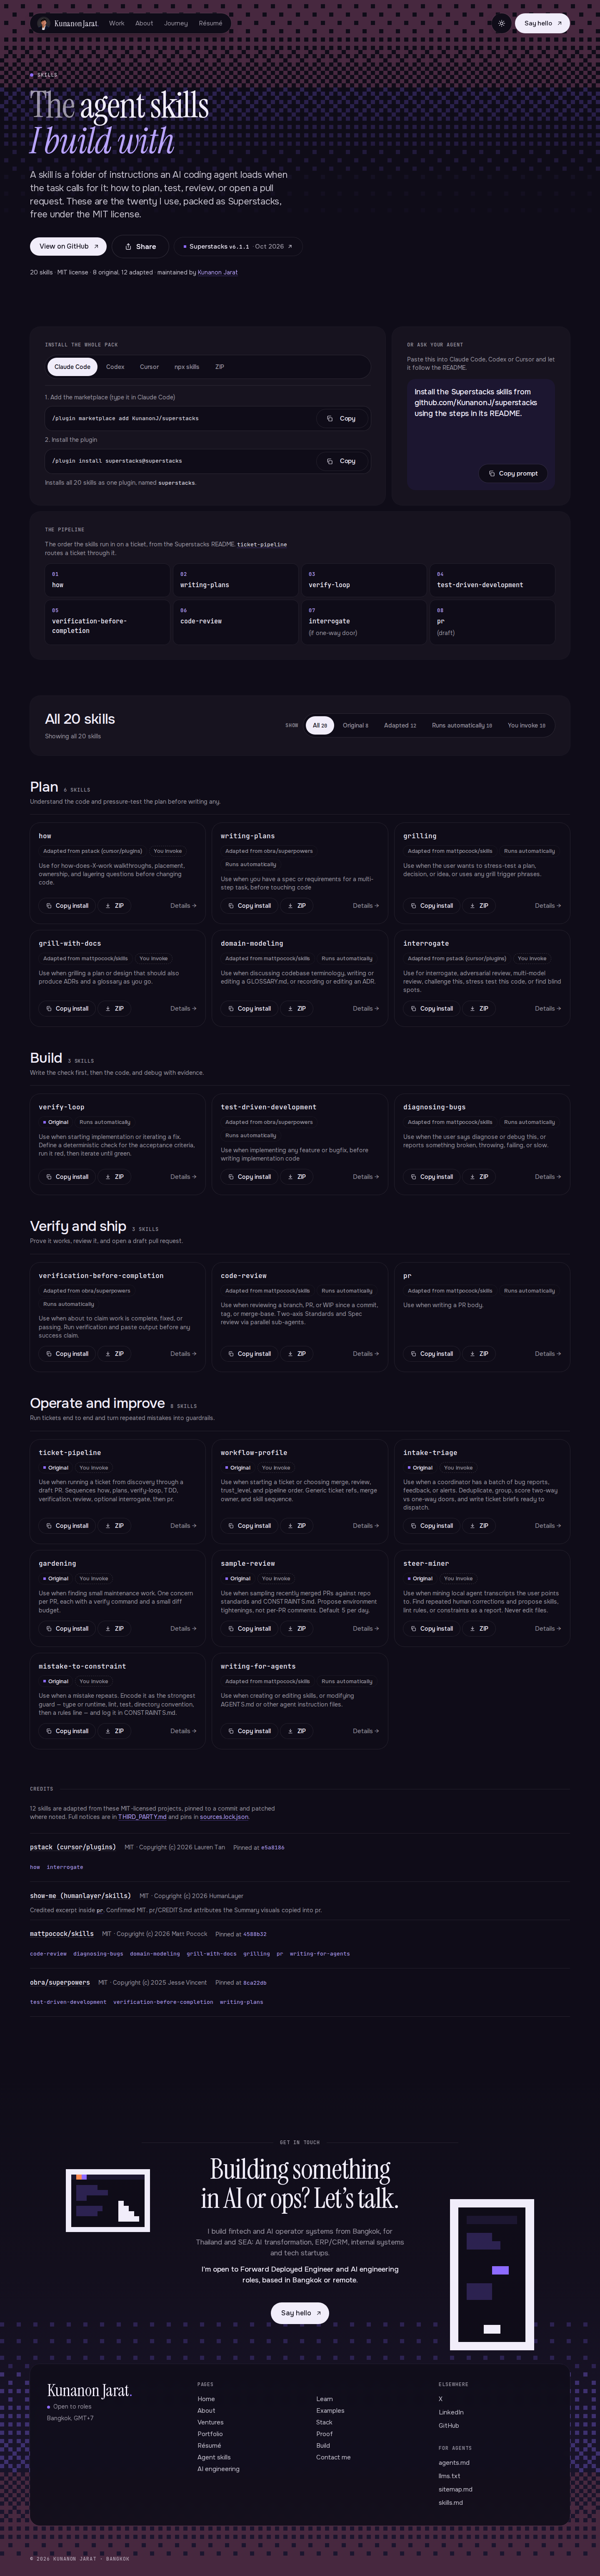 Kunanon Jarat
Work
About
Journey
Résumé
Say hello
SKILLS
The agent skills
I build with
A skill is a folder of instructions an AI coding agent loads when
the task calls for it: how to plan, test, review, or open a pull
request. These are the twenty I use, packed as Superstacks,
free under the MIT license.
View on GitHub
Share
Superstacks v0.1.1 · Oct 2026
20 skills · MIT license · 8 original, 12 adapted · maintained by Kunanon Jarat
INSTALL THE WHOLE PACK
Claude Code
Codex
Cursor
npx skills
ZIP
1. Add the marketplace (type it in Claude Code)
/plugin marketplace add KunanonJ/superstacks
Copy
2. Install the plugin
/plugin install superstacks@superstacks
Copy
Installs all 20 skills as one plugin, named superstacks.
OR ASK YOUR AGENT
Paste this into Claude Code, Codex or Cursor and let
it follow the README.
Install the Superstacks skills from
github.com/KunanonJ/superstacks
using the steps in its README.
Copy prompt
THE PIPELINE
The order the skills run in on a ticket, from the Superstacks README. ticket-pipeline
routes a ticket through it.
01
how
02
writing-plans
03
verify-loop
04
test-driven-development
05
verification-before-
completion
06
code-review
07
interrogate
(if one-way door)
08
pr
(draft)
All 20 skills
Showing all 20 skills
SHOW
All 20
Original 8
Adapted 12
Runs automatically 10
You invoke 10
Plan 6 SKILLS
Understand the code and pressure-test the plan before writing any.
how
Adapted from pstack (cursor/plugins)
You invoke
Use for how-does-X-work walkthroughs, placement,
ownership, and layering questions before changing
code.
Copy install
ZIP
Details →
writing-plans
Adapted from obra/superpowers
Runs automatically
Use when you have a spec or requirements for a multi-
step task, before touching code
Copy install
ZIP
Details →
grilling
Adapted from mattpocock/skills
Runs automatically
Use when the user wants to stress-test a plan,
decision, or idea, or uses any grill trigger phrases.
Copy install
ZIP
Details →
grill-with-docs
Adapted from mattpocock/skills
You invoke
Use when grilling a plan or design that should also
produce ADRs and a glossary as you go.
Copy install
ZIP
Details →
domain-modeling
Adapted from mattpocock/skills
Runs automatically
Use when discussing codebase terminology, writing or
editing a GLOSSARY.md, or recording or editing an ADR.
Copy install
ZIP
Details →
interrogate
Adapted from pstack (cursor/plugins)
You invoke
Use for interrogate, adversarial review, multi-model
review, challenge this, stress test this code, or find blind
spots.
Copy install
ZIP
Details →
Build 3 SKILLS
Write the check first, then the code, and debug with evidence.
verify-loop
Original
Runs automatically
Use when starting implementation or iterating a fix.
Define a deterministic check for the acceptance criteria,
run it red, then iterate until green.
Copy install
ZIP
Details →
test-driven-development
Adapted from obra/superpowers
Runs automatically
Use when implementing any feature or bugfix, before
writing implementation code
Copy install
ZIP
Details →
diagnosing-bugs
Adapted from mattpocock/skills
Runs automatically
Use when the user says diagnose or debug this, or
reports something broken, throwing, failing, or slow.
Copy install
ZIP
Details →
Verify and ship 3 SKILLS
Prove it works, review it, and open a draft pull request.
verification-before-completion
Adapted from obra/superpowers
Runs automatically
Use when about to claim work is complete, fixed, or
passing. Run verification and paste output before any
success claim.
Copy install
ZIP
Details →
code-review
Adapted from mattpocock/skills
Runs automatically
Use when reviewing a branch, PR, or WIP since a commit,
tag, or merge-base. Two-axis Standards and Spec
review via parallel sub-agents.
Copy install
ZIP
Details →
pr
Adapted from mattpocock/skills
Runs automatically
Use when writing a PR body.
Copy install
ZIP
Details →
Operate and improve 8 SKILLS
Run tickets end to end and turn repeated mistakes into guardrails.
ticket-pipeline
Original
You invoke
Use when running a ticket from discovery through a
draft PR. Sequences how, plans, verify-loop, TDD,
verification, review, optional interrogate, then pr.
Copy install
ZIP
Details →
workflow-profile
Original
You invoke
Use when starting a ticket or choosing merge, review,
trust_level, and pipeline order. Generic ticket refs, merge
owner, and skill sequence.
Copy install
ZIP
Details →
intake-triage
Original
You invoke
Use when a coordinator has a batch of bug reports,
feedback, or alerts. Deduplicate, group, score two-way
vs one-way doors, and write ticket briefs ready to
dispatch.
Copy install
ZIP
Details →
gardening
Original
You invoke
Use when finding small maintenance work. One concern
per PR, each with a verify command and a small diff
budget.
Copy install
ZIP
Details →
sample-review
Original
You invoke
Use when sampling recently merged PRs against repo
standards and CONSTRAINTS.md. Propose environment
tightenings, not per-PR comments. Default 5 per day.
Copy install
ZIP
Details →
steer-miner
Original
You invoke
Use when mining local agent transcripts the user points
to. Find repeated human corrections and propose skills,
lint rules, or constraints as a report. Never edit files.
Copy install
ZIP
Details →
mistake-to-constraint
Original
You invoke
Use when a mistake repeats. Encode it as the strongest
guard — type or runtime, lint, test, directory convention,
then a rules line — and log it in CONSTRAINTS.md.
Copy install
ZIP
Details →
writing-for-agents
Adapted from mattpocock/skills
Runs automatically
Use when creating or editing skills, or modifying
AGENTS.md or other agent instruction files.
Copy install
ZIP
Details →
CREDITS
12 skills are adapted from these MIT-licensed projects, pinned to a commit and patched
where noted. Full notices are in THIRD_PARTY.md and pins in sources.lock.json.
pstack (cursor/plugins) MIT · Copyright (c) 2026 Lauren Tan Pinned at e5a8186
how interrogate
show-me (humanlayer/skills) MIT · Copyright (c) 2026 HumanLayer
Credited excerpt inside pr. Confirmed MIT. pr/CREDITS.md attributes the Summary visuals copied into pr.
mattpocock/skills MIT · Copyright (c) 2026 Matt Pocock Pinned at 4588b32
code-review diagnosing-bugs domain-modeling grill-with-docs grilling pr writing-for-agents
obra/superpowers MIT · Copyright (c) 2025 Jesse Vincent Pinned at 8ca22db
test-driven-development verification-before-completion writing-plans
GET IN TOUCH
Building something
in AI or ops? Let's talk.
I build fintech and AI operator systems from Bangkok, for
Thailand and SEA: AI transformation, ERP/CRM, internal systems
and tech startups.
I'm open to Forward Deployed Engineer and AI engineering
roles, based in Bangkok or remote.
Say hello
Kunanon Jarat.
Open to roles
Bangkok, GMT+7
PAGES
Home
About
Ventures
Portfolio
Résumé
Agent skills
AI engineering
Learn
Examples
Stack
Proof
Build
Contact me
ELSEWHERE
X
LinkedIn
GitHub
FOR AGENTS
agents.md
llms.txt
sitemap.md
skills.md
© 2026 KUNANON JARAT · BANGKOK